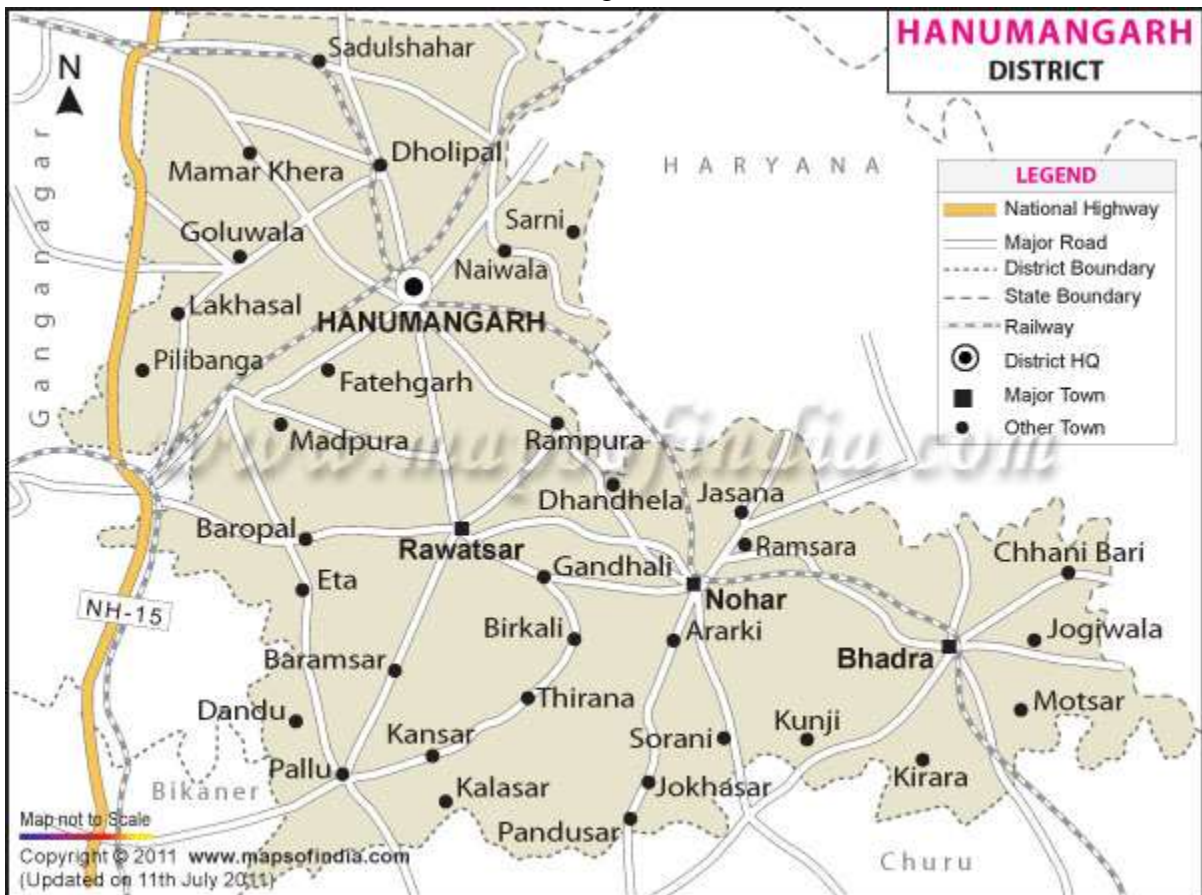 HANUMANGARH
DISTRICT
N
Sadulshahar
Mamar Khera
Dholipal
HARYANA
Ganganagar
Goluwala
Sarni
Naiwala
Lakhasal
HANUMANGARH
Pilibanga
Fatehgarh
Madpura
Rampura
www.mapsofindia.com
Dhandhela
Jasana
Baropal
Rawatsar
Ramsara
Gandhali
Chhani Bari
Eta
Nohar
NH-15
Birkali
Ararki
Jogiwala
Bhadra
Baramsar
Thirana
Motsar
Dandu
Kansar
Sorani
Kunji
Pallu
Kirara
Bikaner
Kalasar
Jokhasar
Pandusar
Churu
LEGEND
National Highway
Major Road
District Boundary
State Boundary
Railway
District HQ
Major Town
Other Town
Map not to Scale
Copyright © 2011 www.mapsofindia.com
(Updated on 11th July 2011)